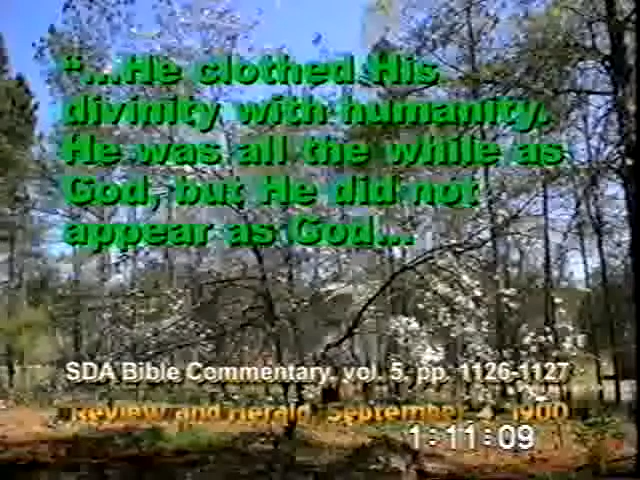 "...He clothed His
divinity with humanity.
He was all the while as
God, but He did not
appear as God...
SDA Bible Commentary, vol. 5, pp. 1126-1127
Review and Herald, September 4, 1900
1:11:09